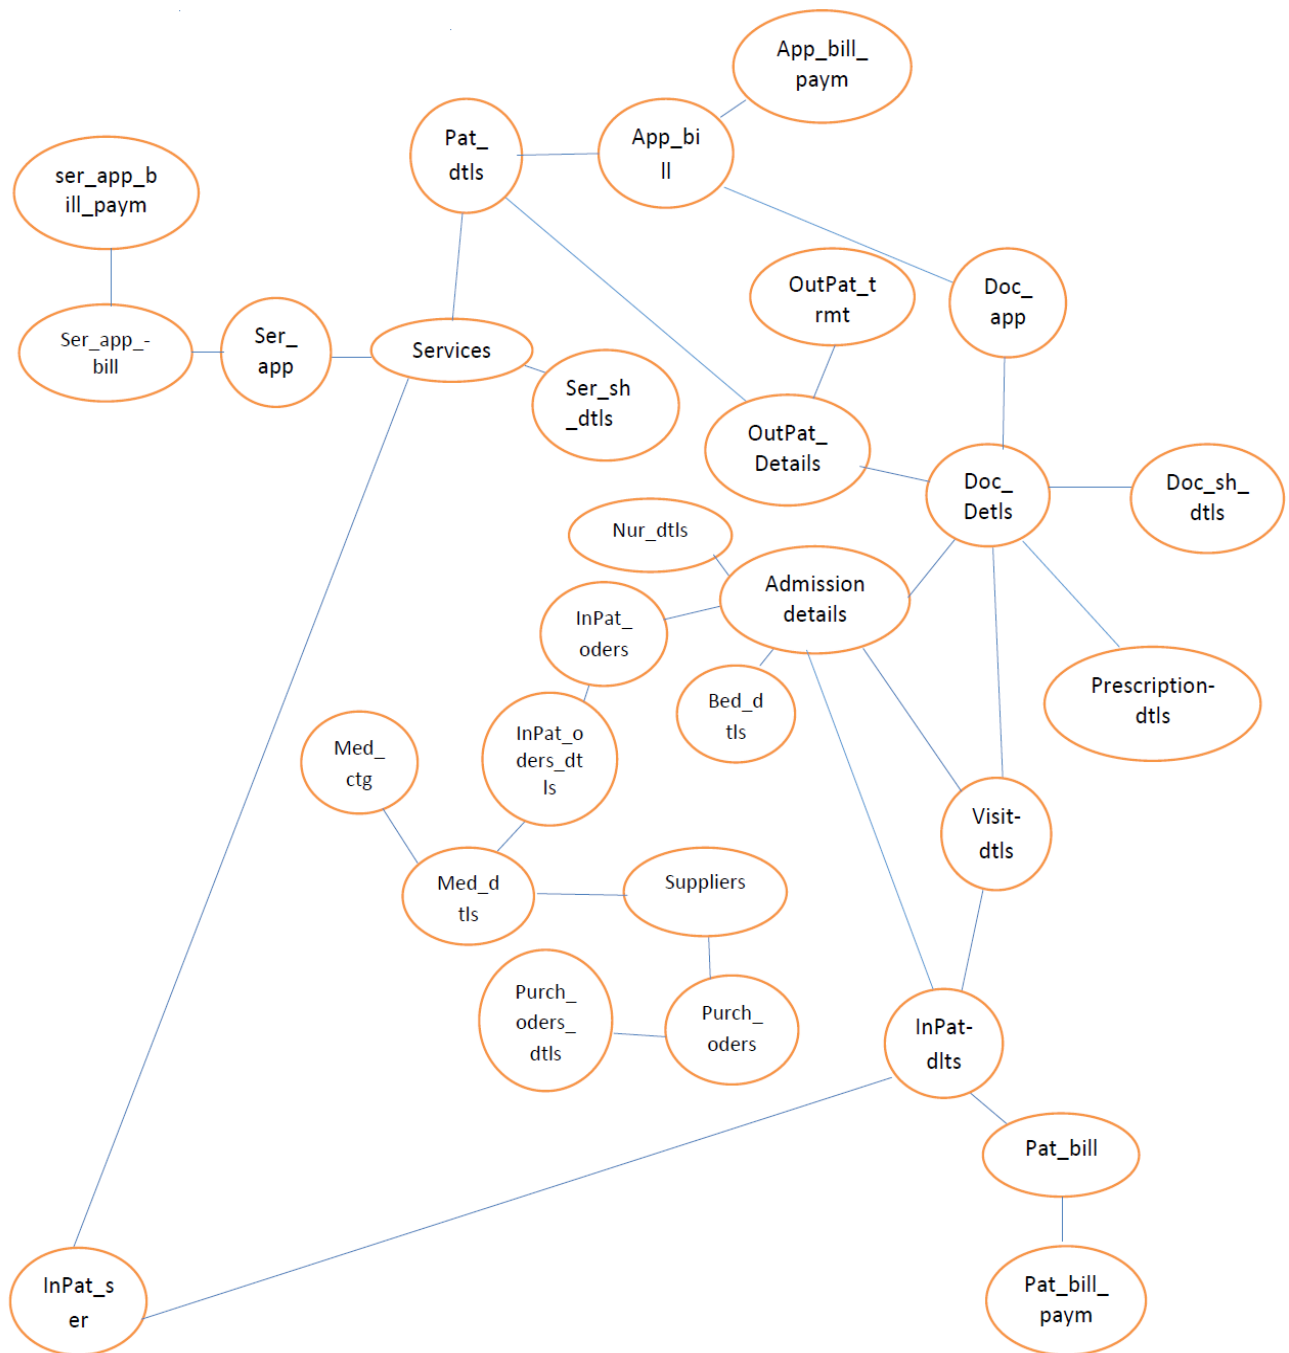 App_bill_
paym
Pat_
dtls
App_bi
ll
ser_app_b
ill_paym
OutPat_t
rmt
Doc_
app
Ser_app_-
bill
Ser_
app
Services
Ser_sh
_dtls
OutPat_
Details
Doc_
Detls
Doc_sh_
dtls
Nur_dtls
Admission
details
InPat_
oders
Bed_d
tls
Prescription-
dtls
InPat_o
ders_dt
ls
Med_
ctg
Visit-
dtls
Med_d
tls
Suppliers
Purch_
oders_
dtls
Purch_
oders
InPat-
dlts
Pat_bill
InPat_s
er
Pat_bill_
paym